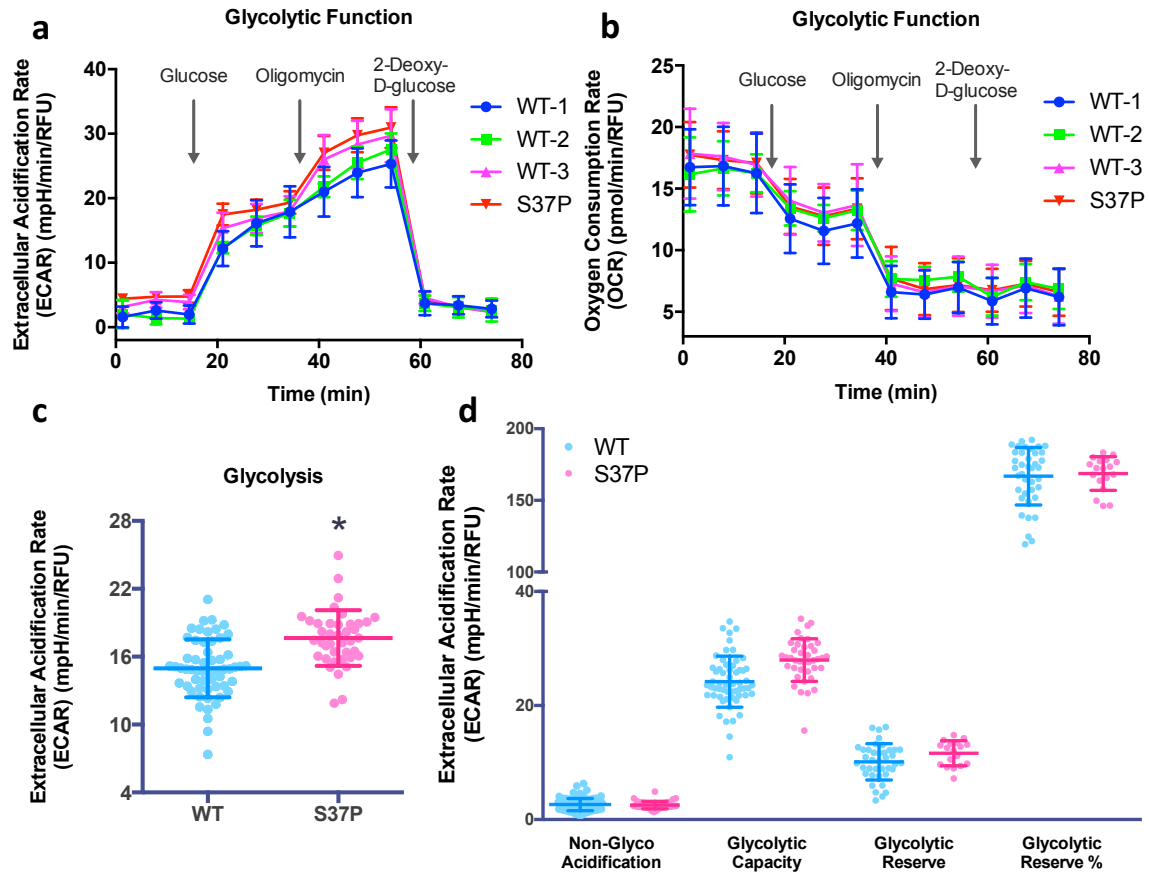 a
Glycolytic Function
Extracellular Acidification Rate
(ECAR) (mpH/min/RFU)
40
30
20
10
0
0
20
40
60
80
Time (min)
Glucose
Oligomycin
2-Deoxy-
D-glucose
WT-1
WT-2
WT-3
S37P
b
Glycolytic Function
Oxygen Consumption Rate
(OCR) (pmol/min/RFU)
25
20
15
10
5
0
20
40
60
80
Time (min)
Glucose
Oligomycin
2-Deoxy-
D-glucose
WT-1
WT-2
WT-3
S37P
c
Glycolysis
Extracellular Acidification Rate
(ECAR) (mpH/min/RFU)
28
22
16
10
4
*
WT
S37P
d
Extracellular Acidification Rate
(ECAR) (mpH/min/RFU)
200
150
100
40
20
0
WT
S37P
Non-Glyco
Acidification
Glycolytic
Capacity
Glycolytic
Reserve
Glycolytic
Reserve %